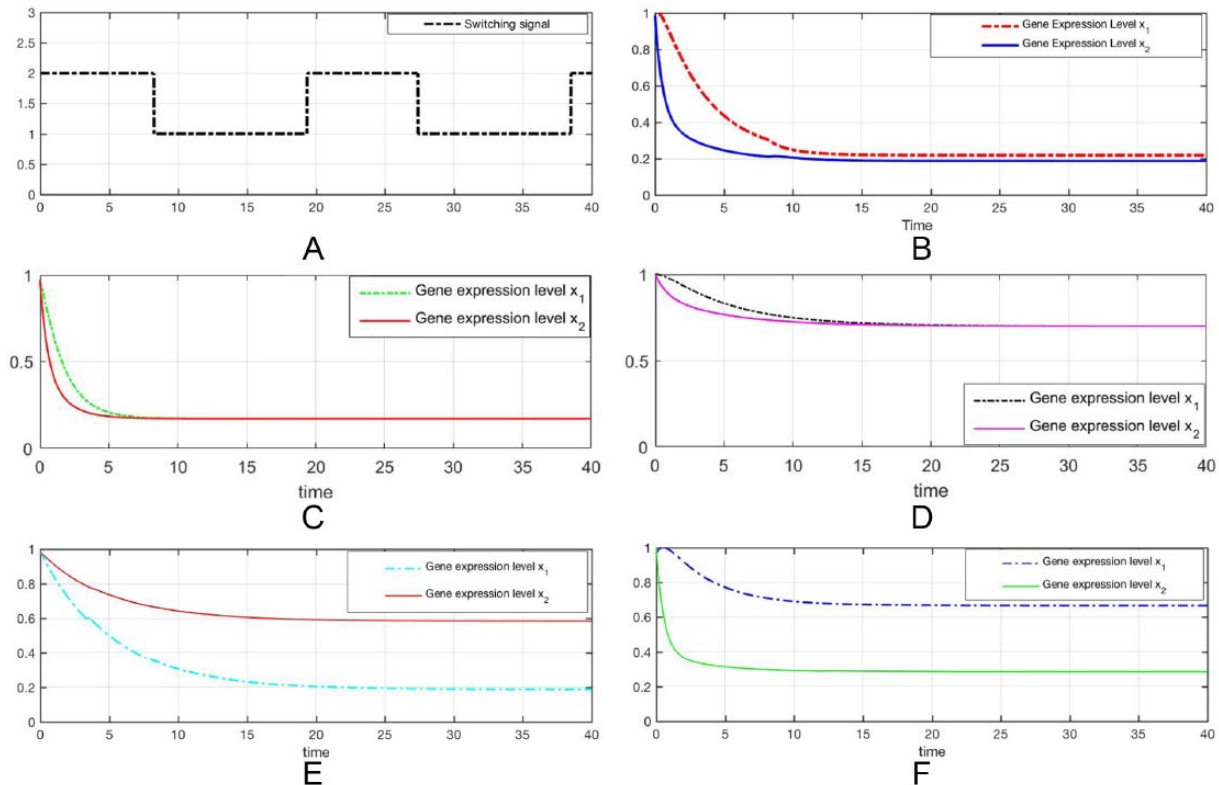 3
2.5
2
1.5
1
0.5
0
Switching signal
0 5 10 15 20 25 30 35 40
A
1
0.8
0.6
0.4
0.2
0
Gene Expression Level x1
Gene Expression Level x2
0 5 10 15 20 25 30 35 40
Time
B
1
0.5
0
Gene expression level x1
Gene expression level x2
0 5 10 15 20 25 30 35 40
time
C
1
0.5
0
Gene expression level x1
Gene expression level x2
0 5 10 15 20 25 30 35 40
time
D
1
0.8
0.6
0.4
0.2
0
Gene expression level x1
Gene expression level x2
0 5 10 15 20 25 30 35 40
time
E
1
0.8
0.6
0.4
0.2
0
Gene expression level x1
Gene expression level x2
0 5 10 15 20 25 30 35 40
time
F